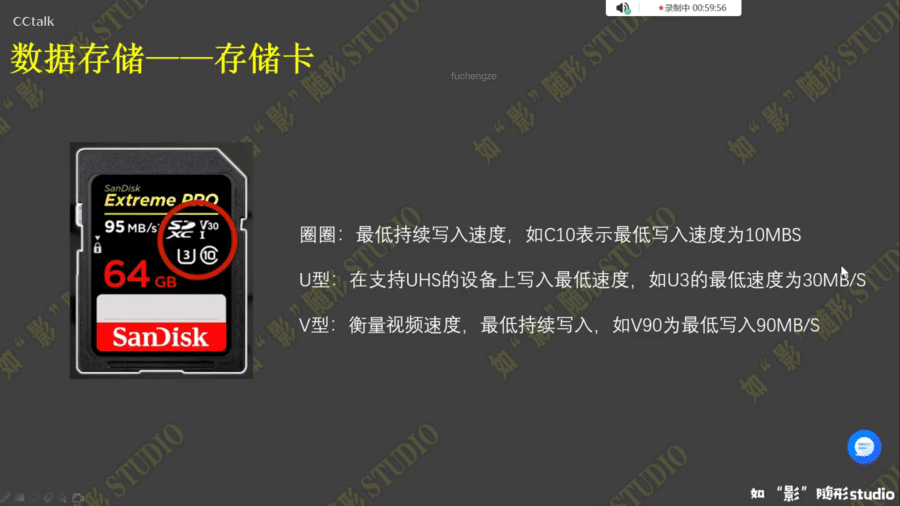 CCtalk
录制中 00:59:56
数据存储——存储卡
fuchengze
SanDisk
Extreme PRO
95 MB/s
SD XC I V30
U3 10
64 GB
SanDisk
圈圈：最低持续写入速度，如C10表示最低写入速度为10MBS
U型：在支持UHS的设备上写入最低速度，如U3的最低速度为30MB/S
V型：衡量视频速度，最低持续写入，如V90为最低写入90MB/S
如“影”随形 STUDIO
如“影”随形studio